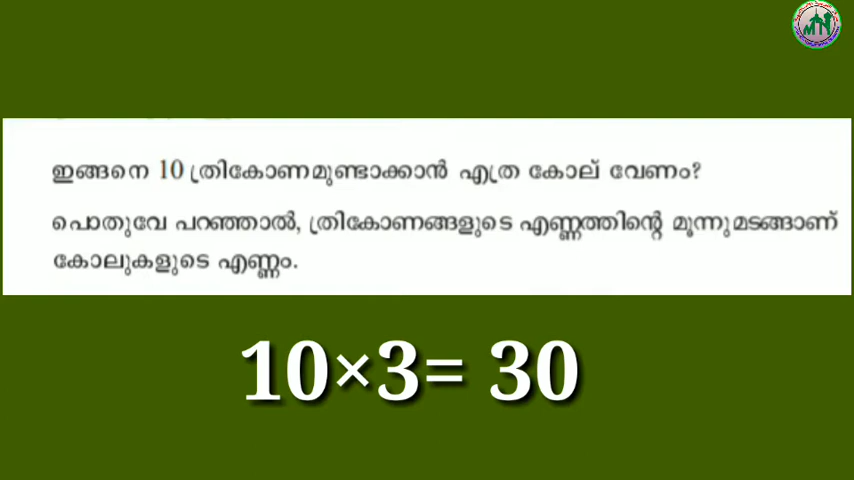 ഇങ്ങനെ 10 ത്രികോണമുണ്ടാക്കാൻ എത്ര കോല് വേണം?
പൊതുവേ പറഞ്ഞാൽ, ത്രികോണങ്ങളുടെ എണ്ണത്തിന്റെ മൂന്നുമടങ്ങാണ്
കോലുകളുടെ എണ്ണം.
10×3= 30